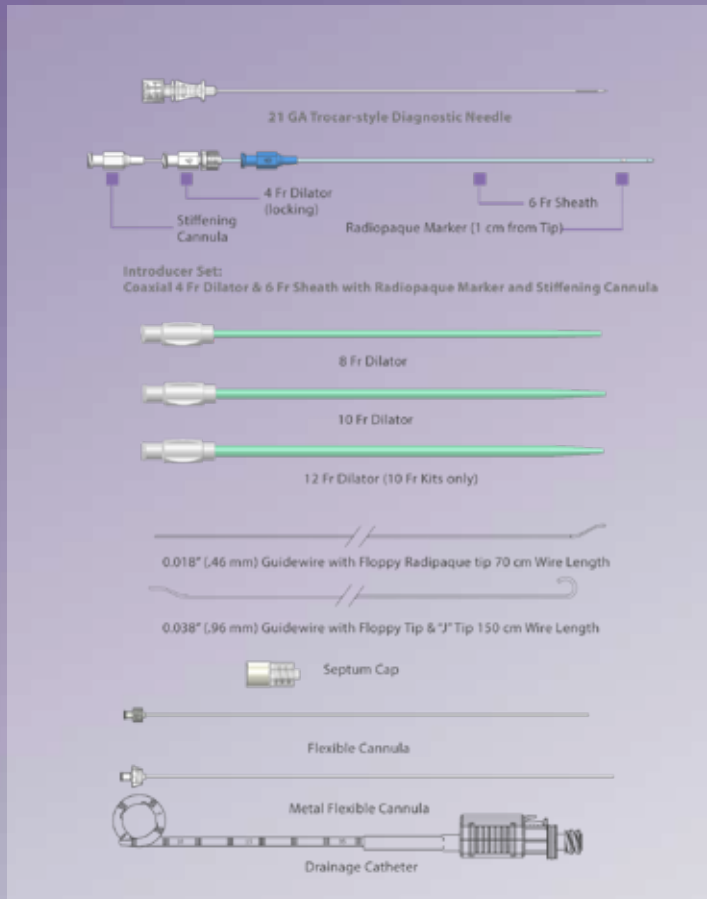 21 GA Trocar-style Diagnostic Needle
4 Fr Dilator
(locking)
6 Fr Sheath
Stiffening
Cannula
Radiopaque Marker (1 cm from Tip)
Introducer Set:
Coaxial 4 Fr Dilator & 6 Fr Sheath with Radiopaque Marker and Stiffening Cannula
8 Fr Dilator
10 Fr Dilator
12 Fr Dilator (10 Fr Kits only)
0.018" (.46 mm) Guidewire with Floppy Radipaque tip 70 cm Wire Length
0.038" (.96 mm) Guidewire with Floppy Tip & "J" Tip 150 cm Wire Length
Septum Cap
Flexible Cannula
Metal Flexible Cannula
Drainage Catheter